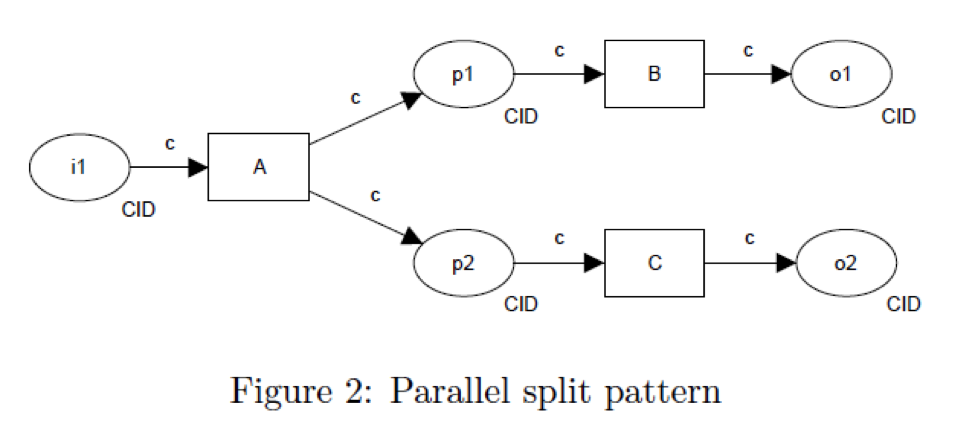 c
p1
c
B
c
o1
CID
CID
c
i1
c
A
CID
c
p2
c
C
c
o2
CID
CID
Figure 2: Parallel split pattern